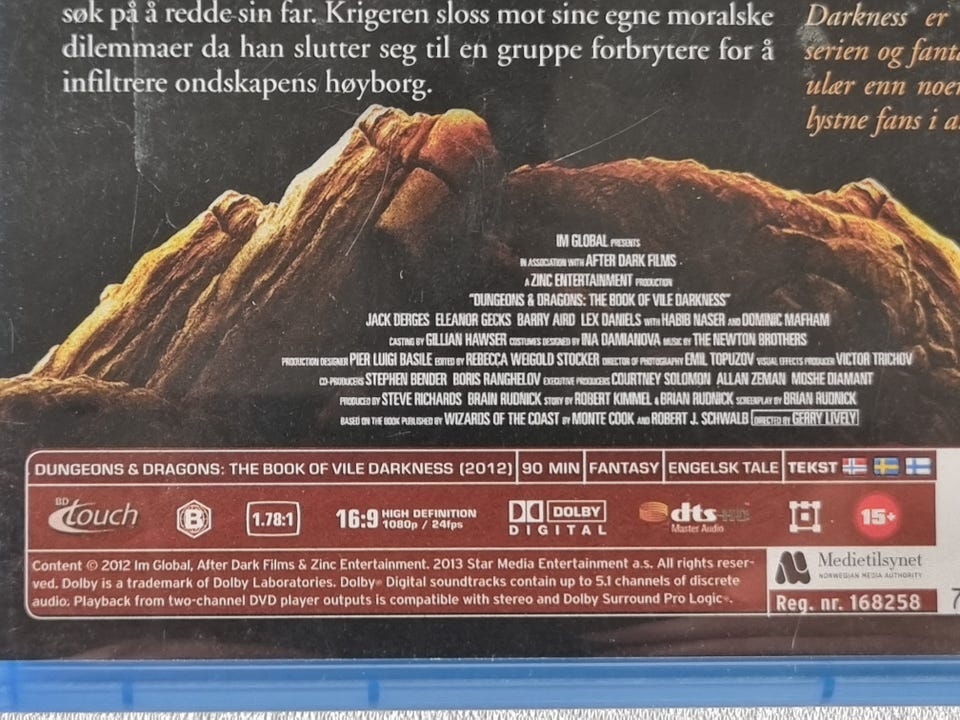 søk på å redde sin far. Krigeren sloss mot sine egne moralske
dilemmaer da han slutter seg til en gruppe forbrytere for å
infiltrere ondskapens høyborg.
Darkness er
serien og fanta
ulær enn noen
lystne fans i a
IM GLOBAL PRESENTS
IN ASSOCIATION WITH AFTER DARK FILMS
A ZINC ENTERTAINMENT PRODUCTION
"DUNGEONS & DRAGONS: THE BOOK OF VILE DARKNESS"
JACK DERGES ELEANOR GECKS BARRY AIRD LEX DANIELS WITH HABIB NASER AND DOMINIC MAFHAM
CASTING BY GILLIAN HAWSER COSTUMES DESIGNED BY INA DAMIANOVA MUSIC BY THE NEWTON BROTHERS
PRODUCTION DESIGNER PIER LUIGI BASILE EDITED BY REBECCA WEIGOLD STOCKER DIRECTOR OF PHOTOGRAPHY EMIL TOPUZOV VISUAL EFFECTS PRODUCER VICTOR TRICHOV
CO-PRODUCERS STEPHEN BENDER BORIS RANGHELOV EXECUTIVE PRODUCERS COURTNEY SOLOMON ALLAN ZEMAN MOSHE DIAMANT
PRODUCED BY STEVE RICHARDS BRAIN RUDNICK STORY BY ROBERT KIMMEL & BRIAN RUDNICK SCREENPLAY BY BRIAN RUDNICK
BASED ON THE BOOK PUBLISHED BY WIZARDS OF THE COAST BY MONTE COOK AND ROBERT J. SCHWALB DIRECTED BY GERRY LIVELY
DUNGEONS & DRAGONS: THE BOOK OF VILE DARKNESS (2012) 90 MIN FANTASY ENGELSK TALE TEKST
BD touch
B
1.78:1
16:9 HIGH DEFINITION
1080p / 24fps
DOLBY
DIGITAL
dts-HD
Master Audio
15+
Content © 2012 Im Global, After Dark Films & Zinc Entertainment. 2013 Star Media Entertainment a.s. All rights reser-
ved. Dolby is a trademark of Dolby Laboratories. Dolby® Digital soundtracks contain up to 5.1 channels of discrete
audio. Playback from two-channel DVD player outputs is compatible with stereo and Dolby Surround Pro Logic™.
Medietilsynet
NORWEGIAN MEDIA AUTHORITY
Reg. nr. 168258
7